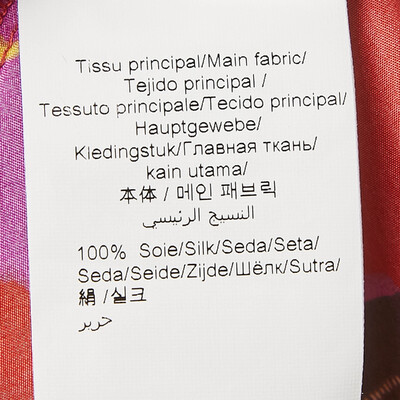 Tissu principal/Main fabric/
Tejido principal /
Tessuto principale/Tecido principal/
Hauptgewebe/
Kledingstuk/Главная ткань/
kain utama/
本体 / 메인 패브릭
النسيج الرئيسي
100% Soie/Silk/Seda/Seta/
Seda/Seide/Zijde/Шёлк/Sutra/
絹 /실크
حرير